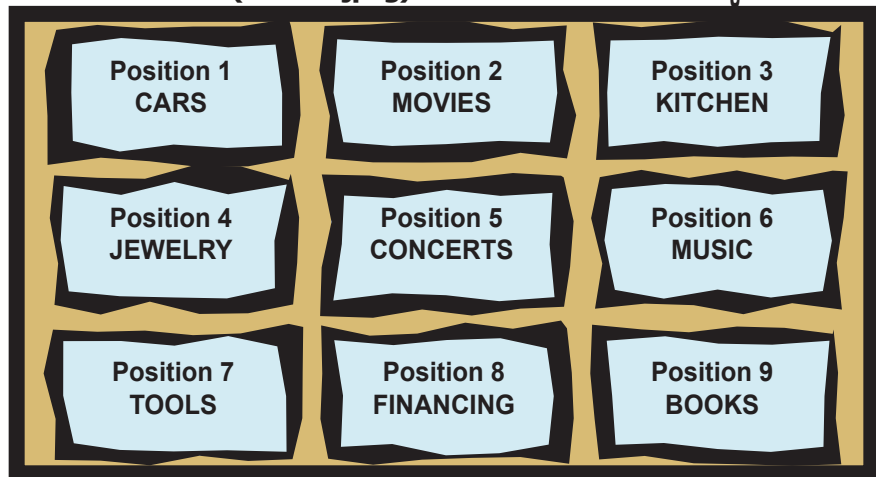 Position 1
CARS
Position 2
MOVIES
Position 3
KITCHEN
Position 4
JEWELRY
Position 5
CONCERTS
Position 6
MUSIC
Position 7
TOOLS
Position 8
FINANCING
Position 9
BOOKS